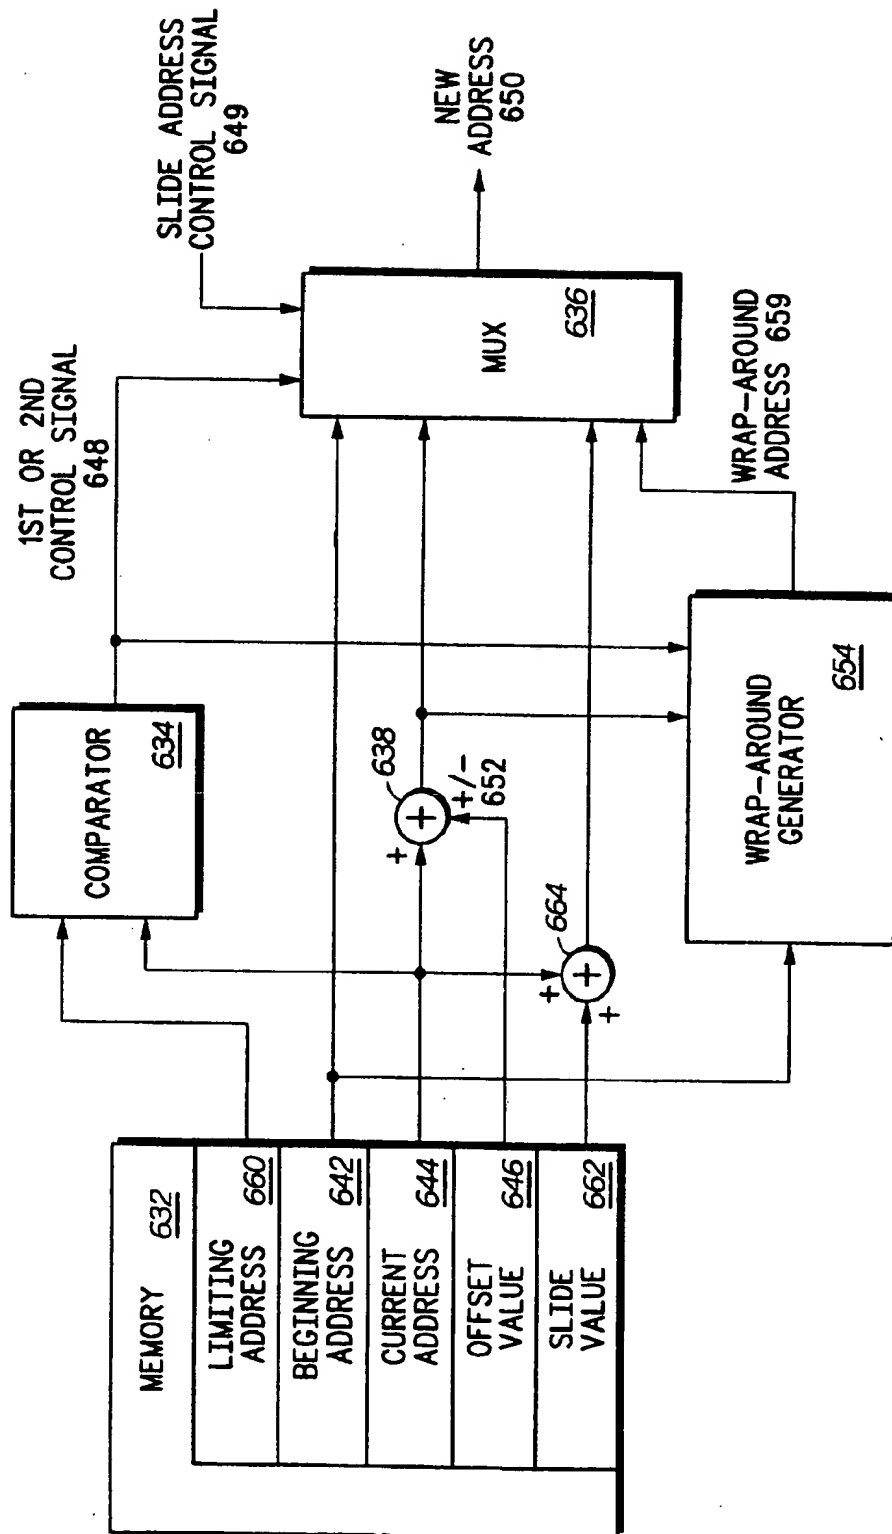 MEMORY
632
LIMITING
ADDRESS
660
BEGINNING
ADDRESS
642
CURRENT
ADDRESS
644
OFFSET
VALUE
646
SLIDE
VALUE
662
COMPARATOR
634
1ST OR 2ND
CONTROL SIGNAL
648
SLIDE ADDRESS
CONTROL SIGNAL
649
+
+
638
+/-
652
+
+
664
+
MUX
636
NEW
ADDRESS
650
WRAP-AROUND
GENERATOR
654
WRAP-AROUND
ADDRESS 659